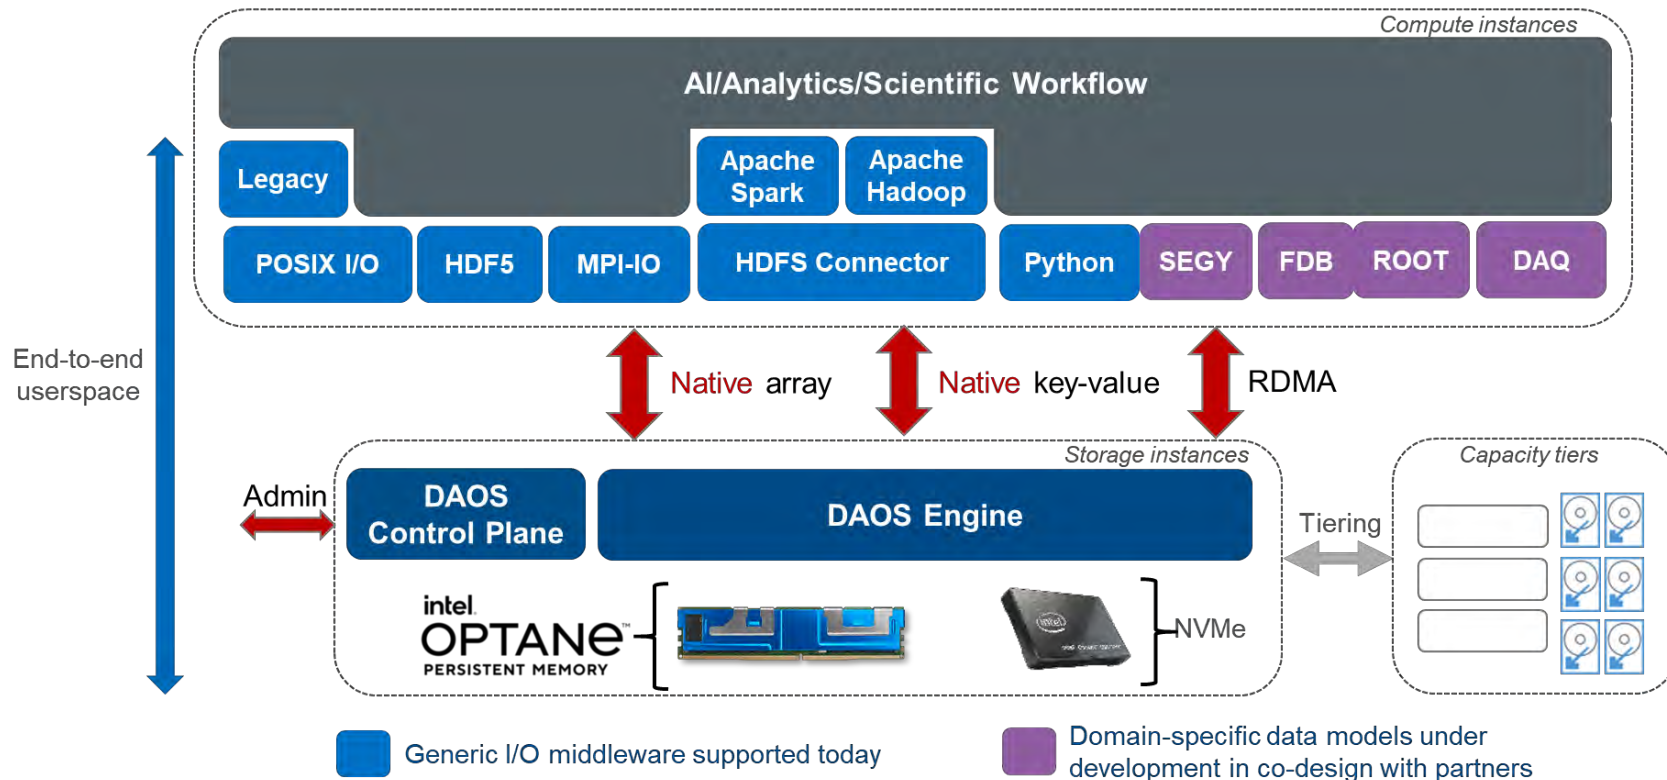 Compute instances
AI/Analytics/Scientific Workflow
Legacy
Apache
Spark
Apache
Hadoop
POSIX I/O
HDF5
MPI-IO
HDFS Connector
Python
SEGY
FDB
ROOT
DAQ
End-to-end
userspace
Native array
Native key-value
RDMA
Storage instances
Capacity tiers
Admin
DAOS
Control Plane
DAOS Engine
Tiering
intel.
OPTANe™
PERSISTENT MEMORY
intel
NVMe
Generic I/O middleware supported today
Domain-specific data models under
development in co-design with partners